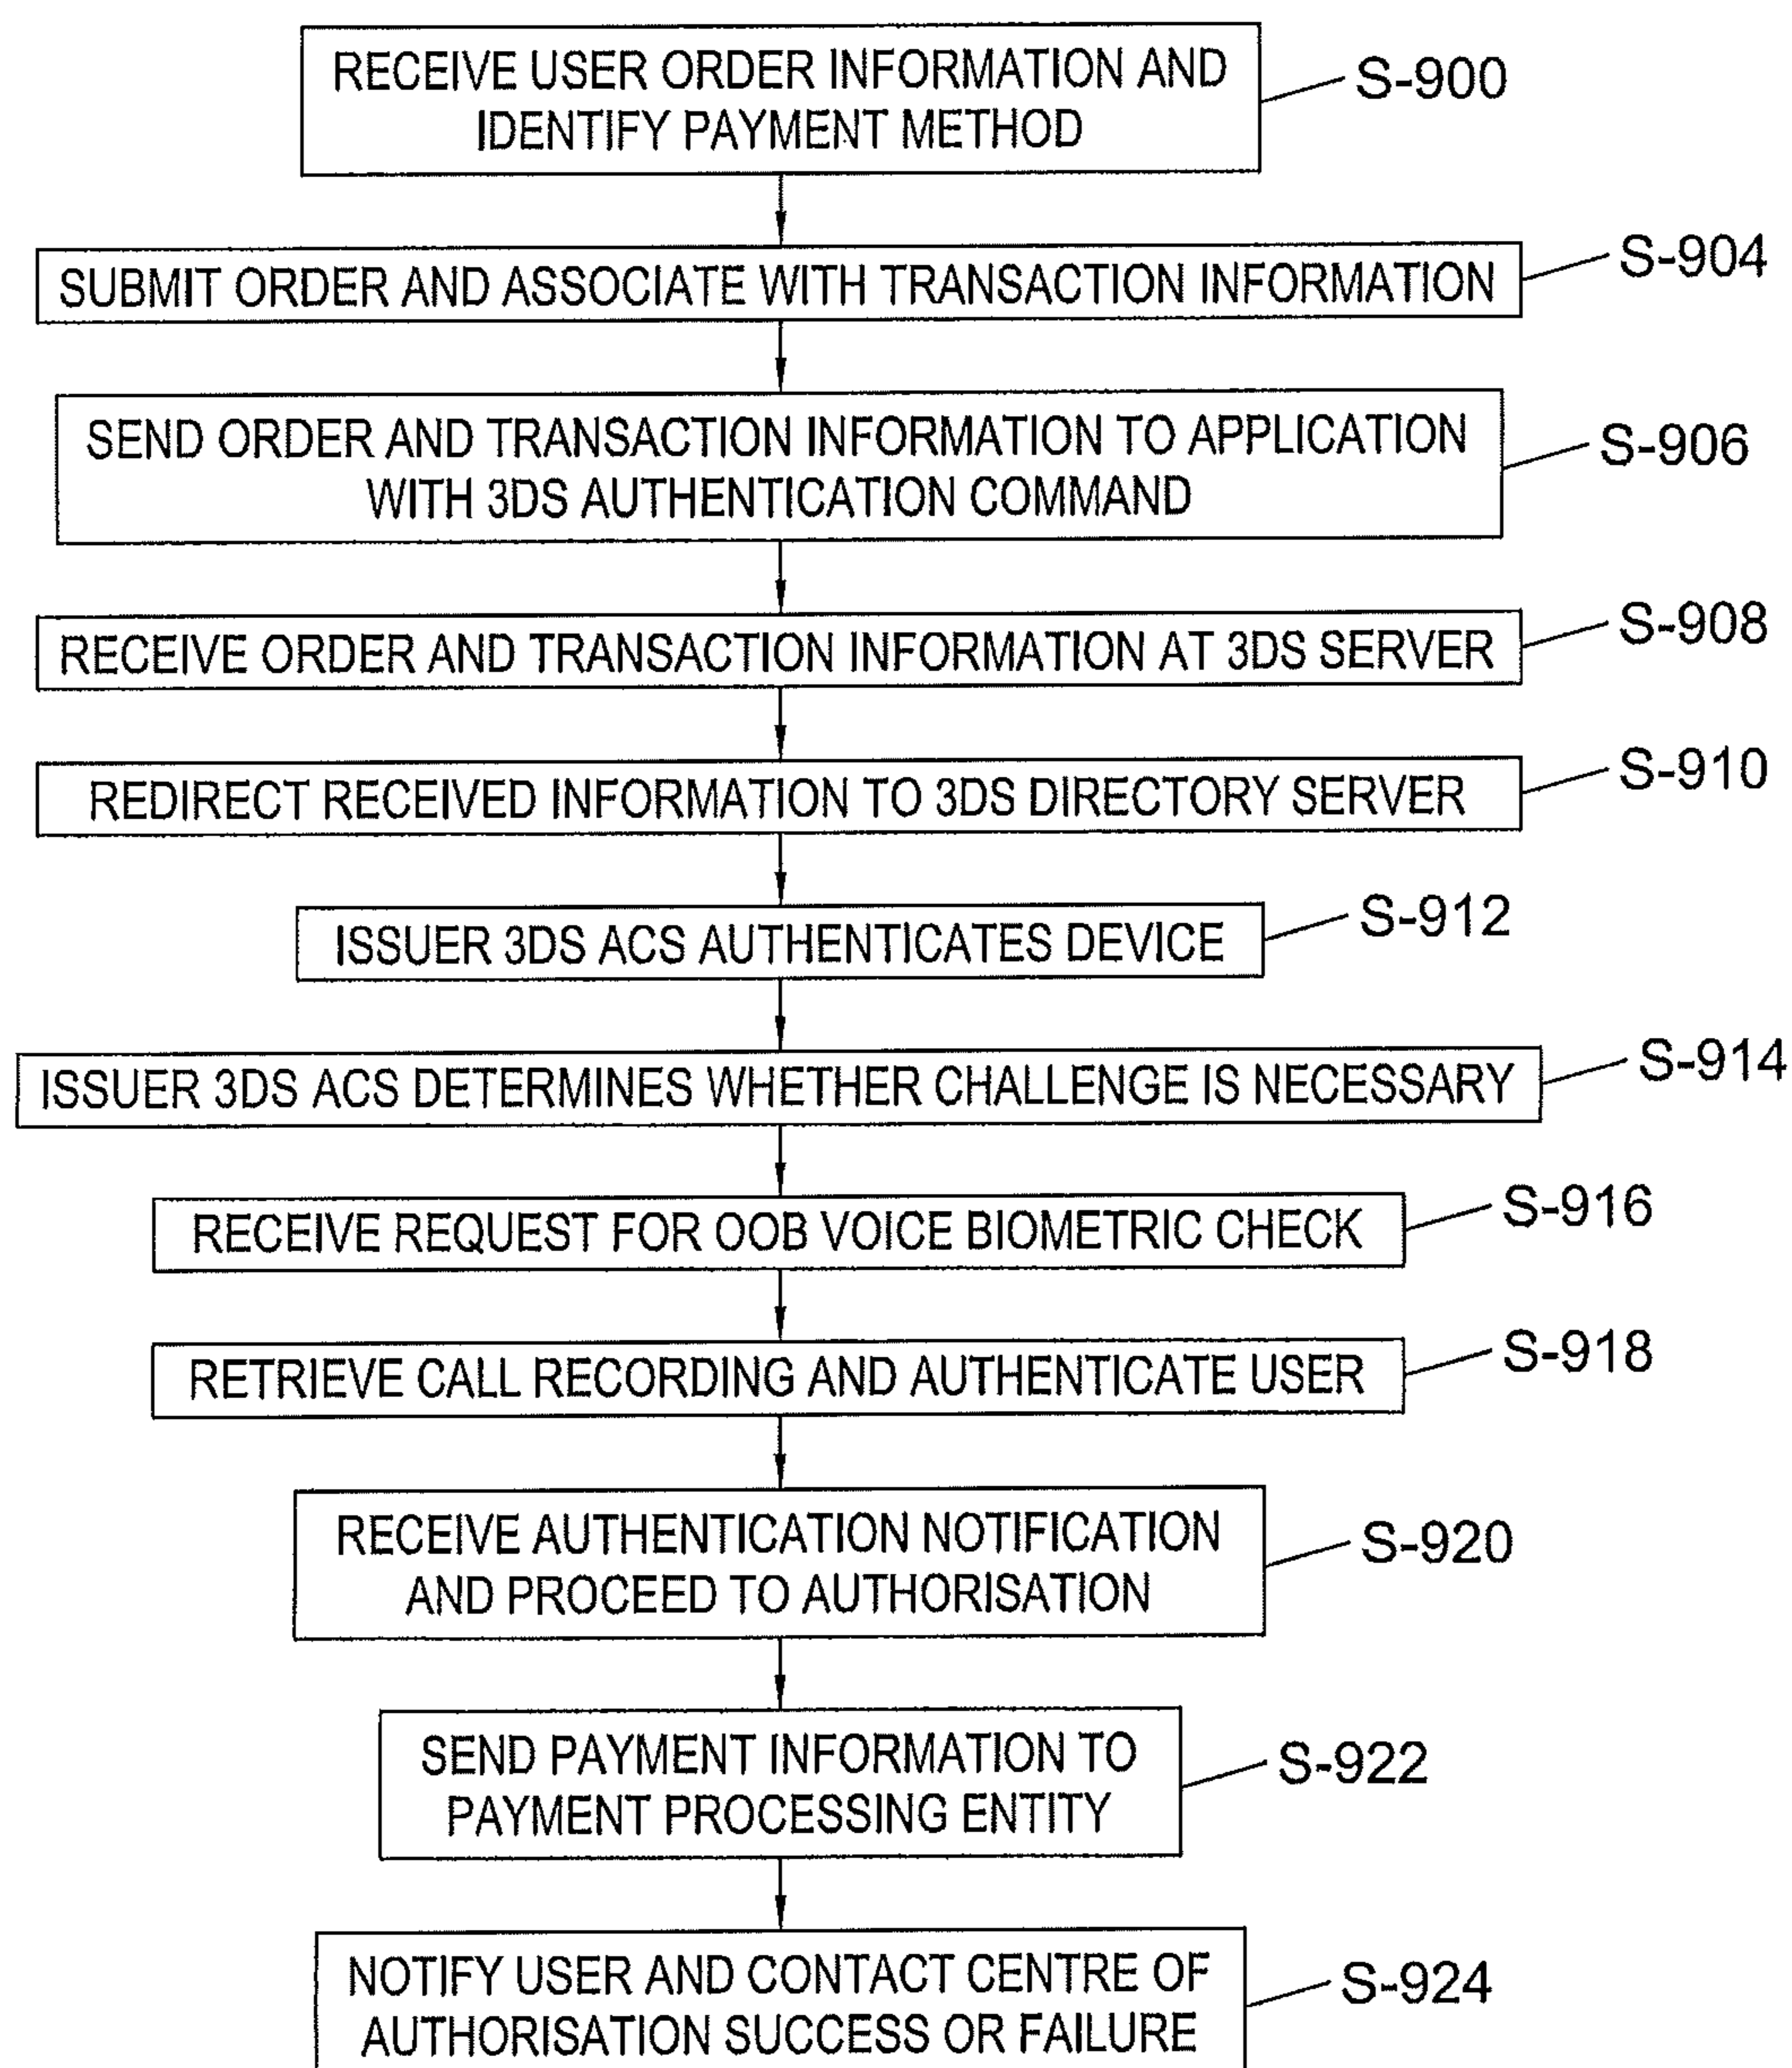 RECEIVE USER ORDER INFORMATION AND
IDENTIFY PAYMENT METHOD
S-900
SUBMIT ORDER AND ASSOCIATE WITH TRANSACTION INFORMATION
S-904
SEND ORDER AND TRANSACTION INFORMATION TO APPLICATION
WITH 3DS AUTHENTICATION COMMAND
S-906
RECEIVE ORDER AND TRANSACTION INFORMATION AT 3DS SERVER
S-908
REDIRECT RECEIVED INFORMATION TO 3DS DIRECTORY SERVER
S-910
ISSUER 3DS ACS AUTHENTICATES DEVICE
S-912
ISSUER 3DS ACS DETERMINES WHETHER CHALLENGE IS NECESSARY
S-914
RECEIVE REQUEST FOR OOB VOICE BIOMETRIC CHECK
S-916
RETRIEVE CALL RECORDING AND AUTHENTICATE USER
S-918
RECEIVE AUTHENTICATION NOTIFICATION
AND PROCEED TO AUTHORISATION
S-920
SEND PAYMENT INFORMATION TO
PAYMENT PROCESSING ENTITY
S-922
NOTIFY USER AND CONTACT CENTRE OF
AUTHORISATION SUCCESS OR FAILURE
S-924